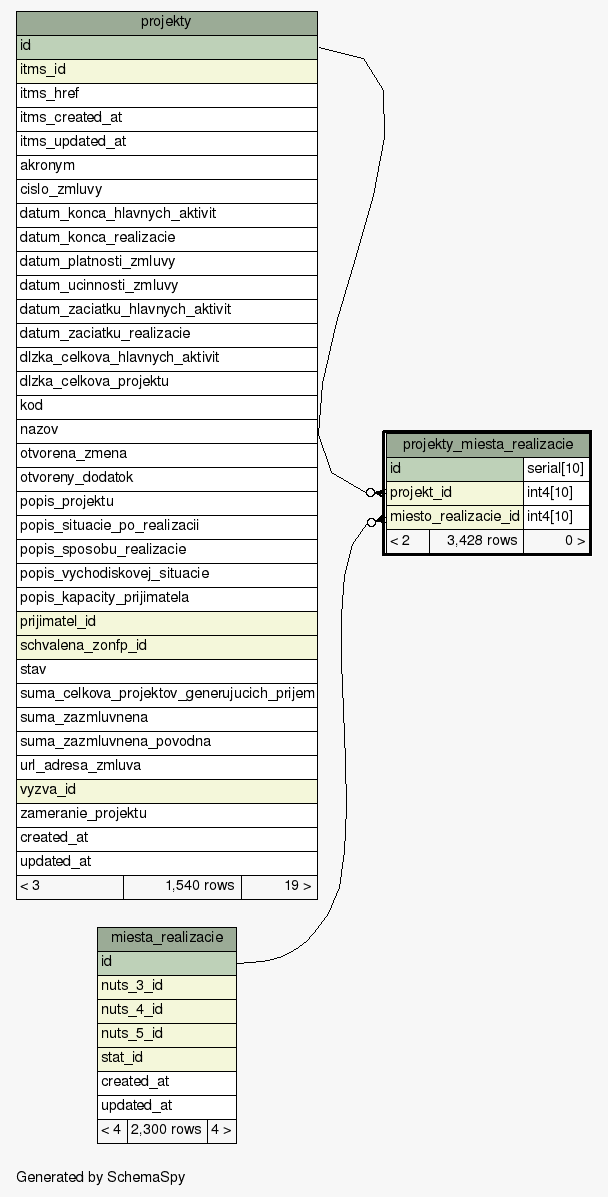 projekty
id
itms_id
itms_href
itms_created_at
itms_updated_at
akronym
cislo_zmluvy
datum_konca_hlavnych_aktivit
datum_konca_realizacie
datum_platnosti_zmluvy
datum_ucinnosti_zmluvy
datum_zaciatku_hlavnych_aktivit
datum_zaciatku_realizacie
dlzka_celkova_hlavnych_aktivit
dlzka_celkova_projektu
kod
nazov
otvorena_zmena
otvoreny_dodatok
popis_projektu
popis_situacie_po_realizacii
popis_sposobu_realizacie
popis_vychodiskovej_situacie
popis_kapacity_prijimatela
prijimatel_id
schvalena_zonfp_id
stav
suma_celkova_projektov_generujucich_prijem
suma_zazmluvnena
suma_zazmluvnena_povodna
url_adresa_zmluva
vyzva_id
zameranie_projektu
created_at
updated_at
< 3 1,540 rows 19 >
projekty_miesta_realizacie
id serial[10]
projekt_id int4[10]
miesto_realizacie_id int4[10]
< 2 3,428 rows 0 >
miesta_realizacie
id
nuts_3_id
nuts_4_id
nuts_5_id
stat_id
created_at
updated_at
< 4 2,300 rows 4 >
Generated by SchemaSpy